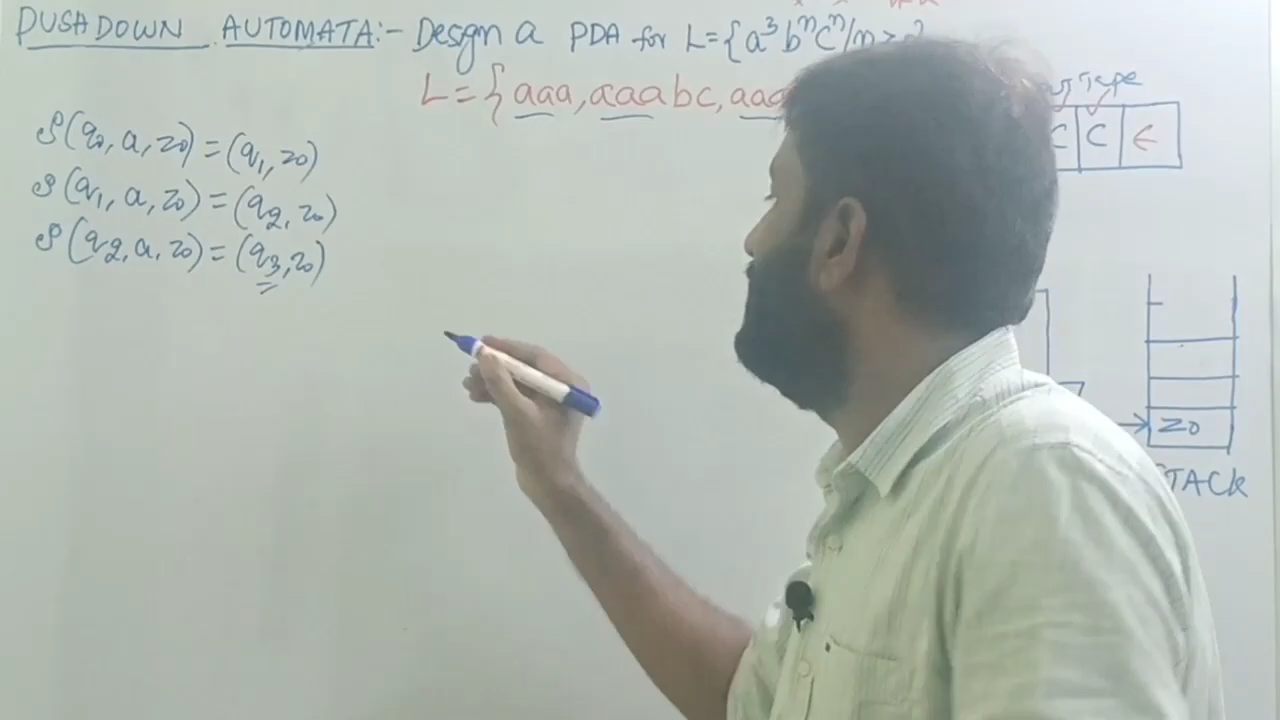 PUSHDOWN AUTOMATA:- Design a PDA for L={a³bⁿcⁿ/n≥
L={aaa, aaabc, aaa
Tape
C C ε
δ(q0, a, z0) = (q1, z0)
δ(q1, a, z0) = (q2, z0)
δ(q2, a, z0) = (q3, z0)
Z0
STACK